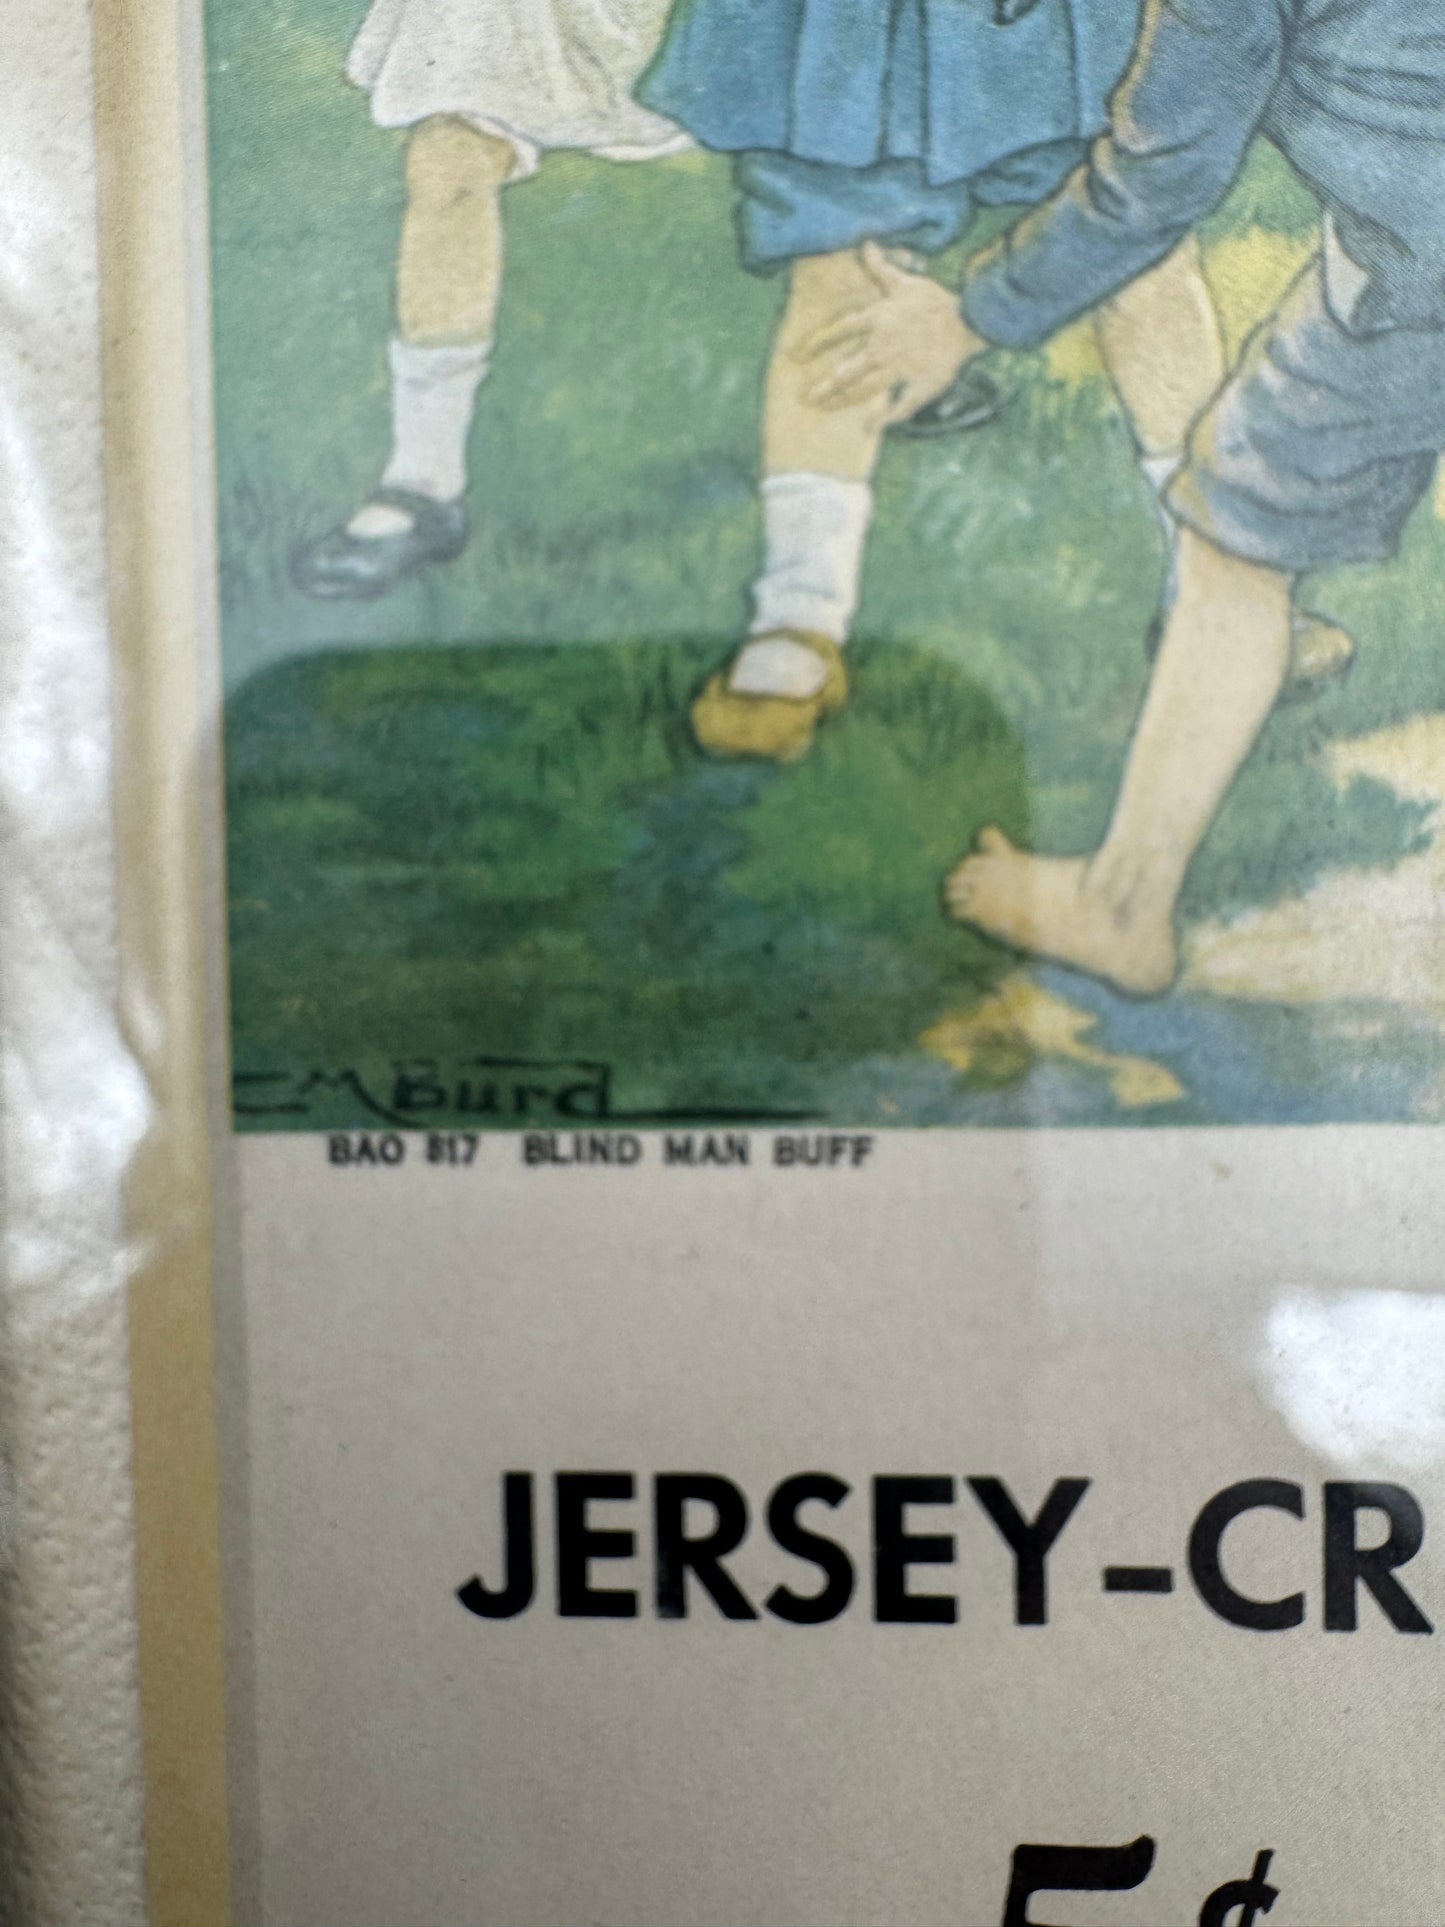 CMBurd
BAO 817 BLIND MAN BUFF
JERSEY-CR
5¢